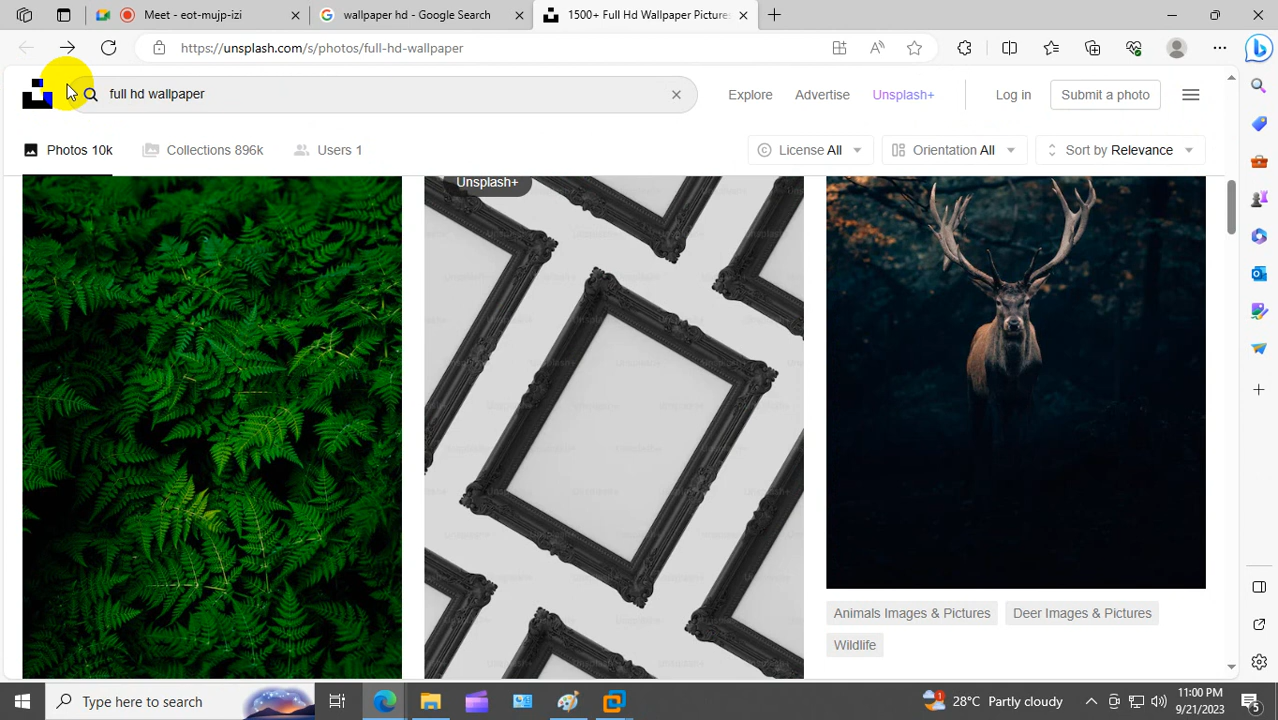 Meet - eot-mujp-izi
wallpaper hd - Google Search
1500+ Full Hd Wallpaper Pictures
https://unsplash.com/s/photos/full-hd-wallpaper
full hd wallpaper
Explore
Advertise
Unsplash+
Log in
Submit a photo
Photos 10k
Collections 896k
Users 1
License All
Orientation All
Sort by Relevance
Unsplash+
Animals Images & Pictures
Deer Images & Pictures
Wildlife
Type here to search
28°C Partly cloudy
11:00 PM
9/21/2023